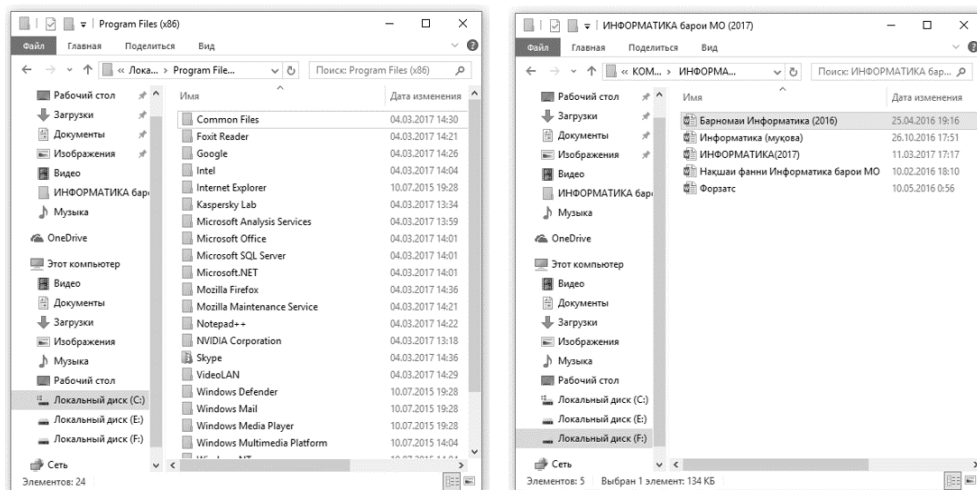 Program Files (x86)
Файл Главная Поделиться Вид
« Лока... › Program File...
Поиск: Program Files (x86)
Рабочий стол
Загрузки
Документы
Изображения
Видео
ИНФОРМАТИКА баро
Музыка
OneDrive
Этот компьютер
Видео
Документы
Загрузки
Изображения
Музыка
Рабочий стол
Локальный диск (C:)
Локальный диск (E:)
Локальный диск (F:)
Сеть
Имя Дата изменения
Common Files 04.03.2017 14:30
Foxit Reader 04.03.2017 14:21
Google 04.03.2017 14:26
Intel 04.03.2017 14:04
Internet Explorer 10.07.2015 19:28
Kaspersky Lab 04.03.2017 13:34
Microsoft Analysis Services 04.03.2017 13:59
Microsoft Office 04.03.2017 14:01
Microsoft SQL Server 04.03.2017 14:01
Microsoft.NET 04.03.2017 14:01
Mozilla Firefox 04.03.2017 14:36
Mozilla Maintenance Service 04.03.2017 14:21
Notepad++ 04.03.2017 14:22
NVIDIA Corporation 04.03.2017 13:18
Skype 04.03.2017 14:36
VideoLAN 04.03.2017 14:29
Windows Defender 10.07.2015 19:28
Windows Mail 10.07.2015 19:28
Windows Media Player 10.07.2015 19:28
Windows Multimedia Platform 10.07.2015 14:04
Элементов: 24
ИНФОРМАТИКА барои МО (2017)
Файл Главная Поделиться Вид
« КОМ... › ИНФОРМА...
Поиск: ИНФОРМАТИКА бар...
Рабочий стол
Загрузки
Документы
Изображения
Видео
ИНФОРМАТИКА баро
Музыка
OneDrive
Этот компьютер
Видео
Документы
Загрузки
Изображения
Музыка
Рабочий стол
Локальный диск (C:)
Локальный диск (E:)
Локальный диск (F:)
Сеть
Имя Дата изменения
Барномаи Информатика (2016) 25.04.2016 19:16
Информатика (муқова) 26.10.2016 17:51
ИНФОРМАТИКА(2017) 11.03.2017 17:17
Нақшаи фанни Информатика барои МО 10.02.2016 18:10
Форзатс 10.05.2016 0:56
Элементов: 5 Выбран 1 элемент: 134 КБ